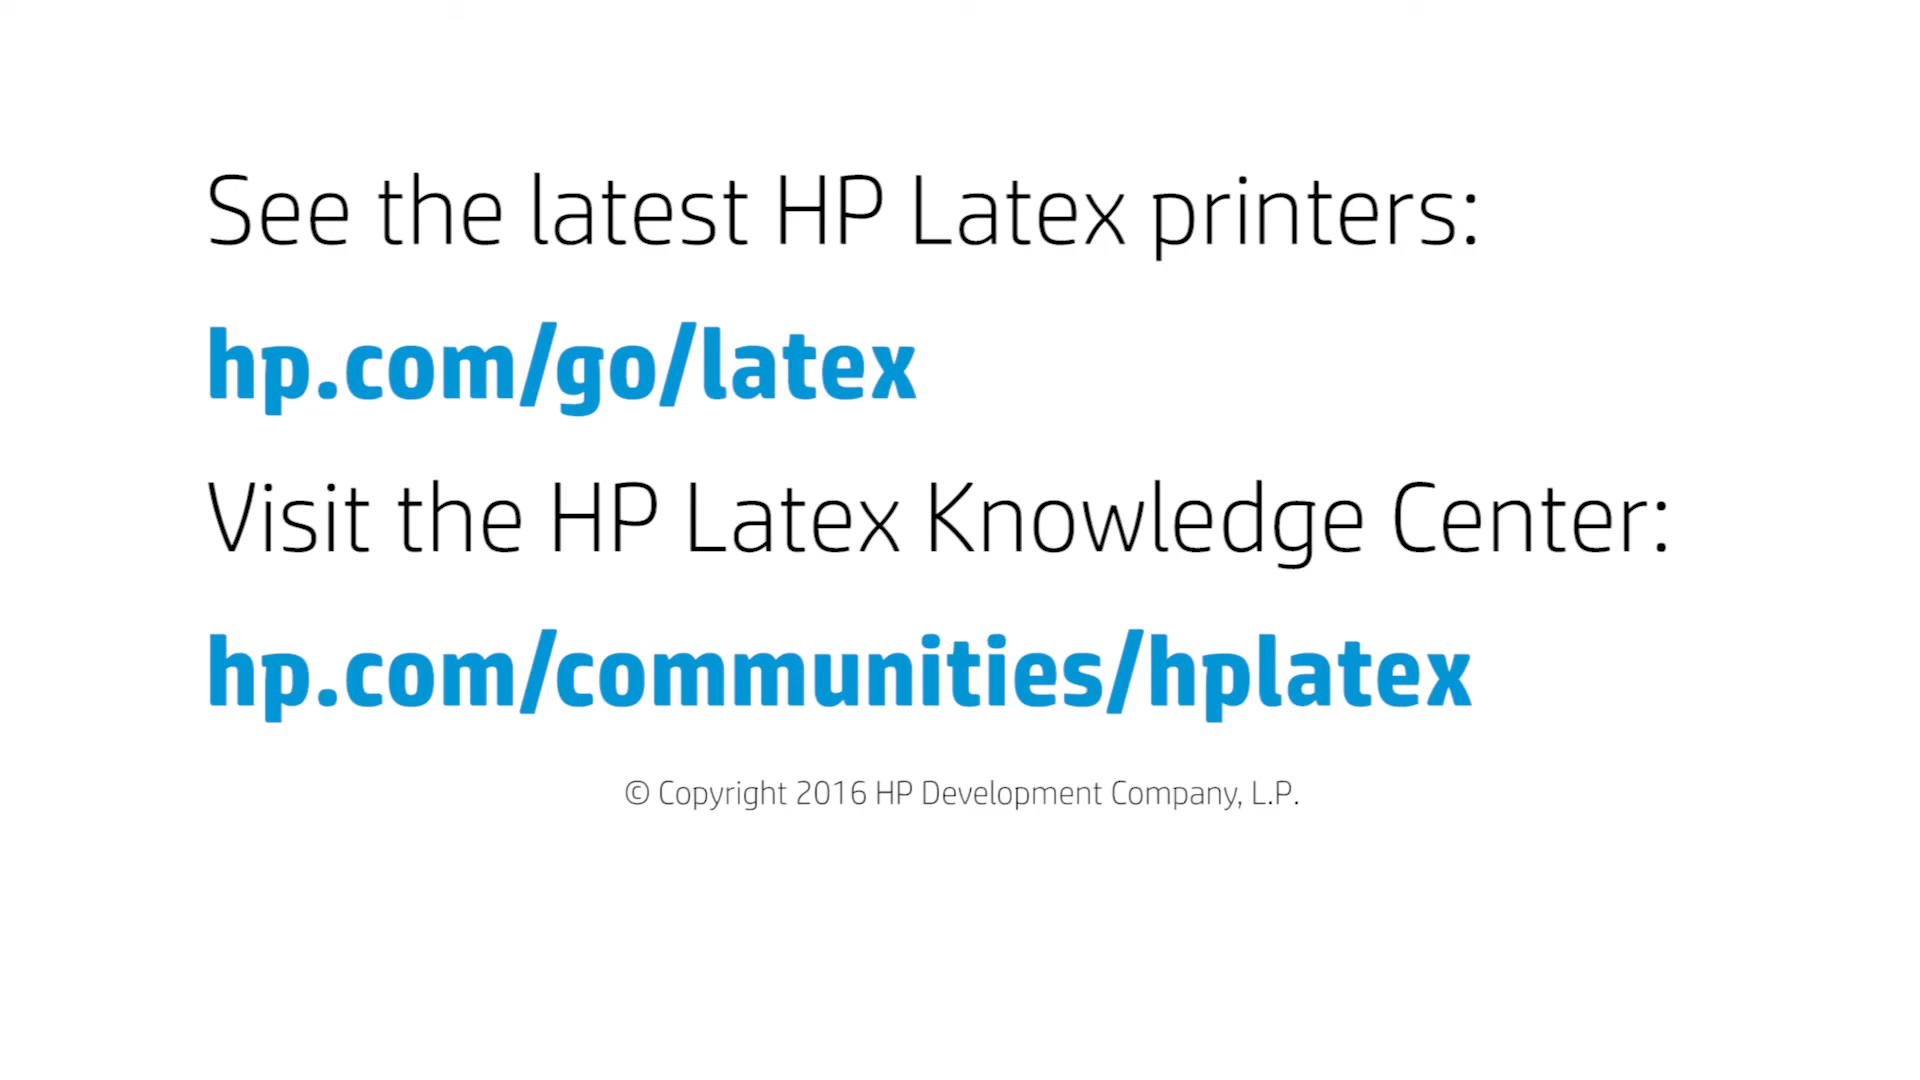 See the latest HP Latex printers:
hp.com/go/latex
Visit the HP Latex Knowledge Center:
hp.com/communities/hplatex
© Copyright 2016 HP Development Company, L.P.